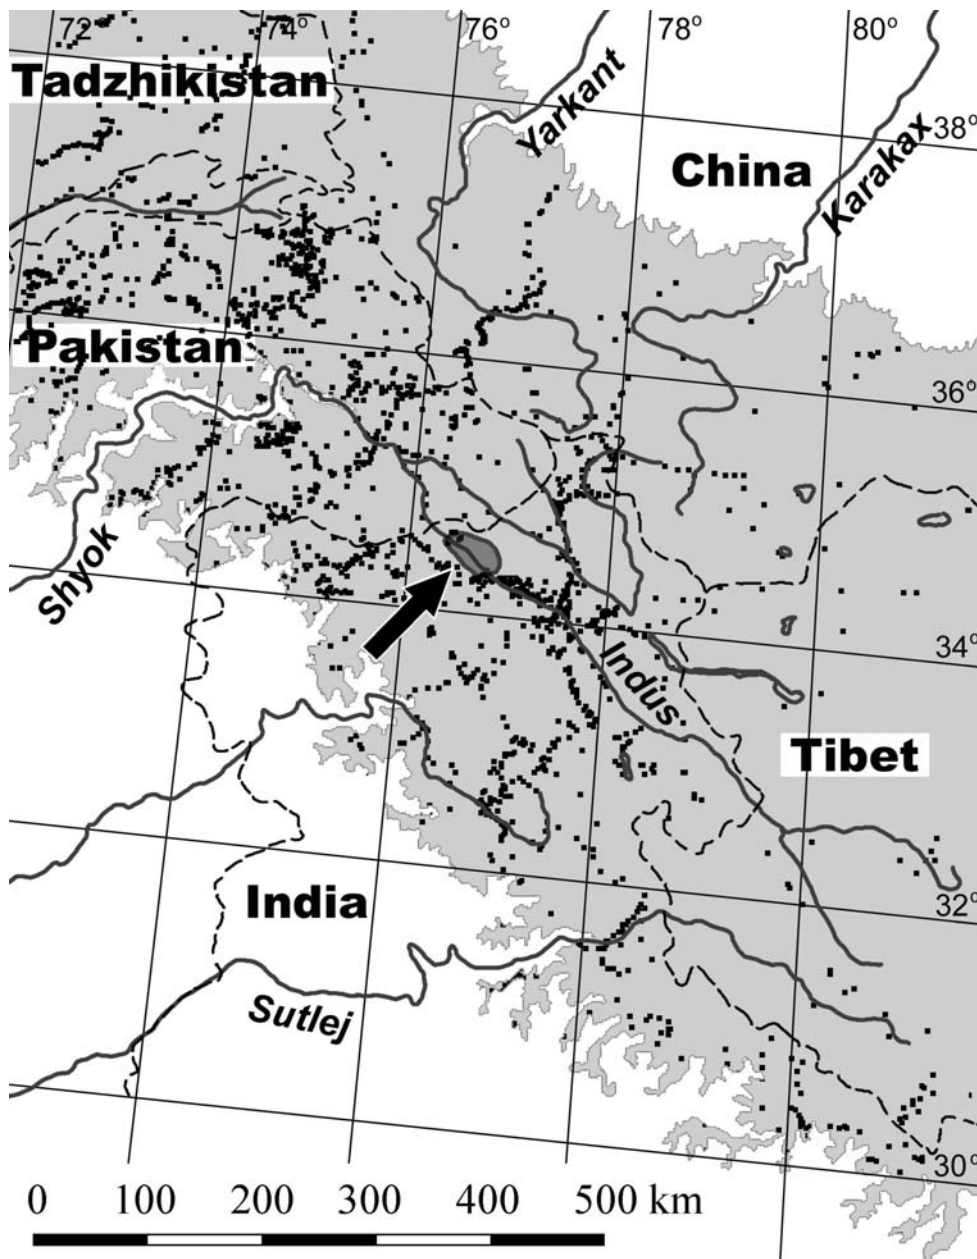 72°
74°
76°
78°
80°
Tadzhikistan
Yarkant
38°
China
Karakax
Pakistan
36°
Shyok
34°
Indus
Tibet
India
32°
Sutlej
30°
0 100 200 300 400 500 km